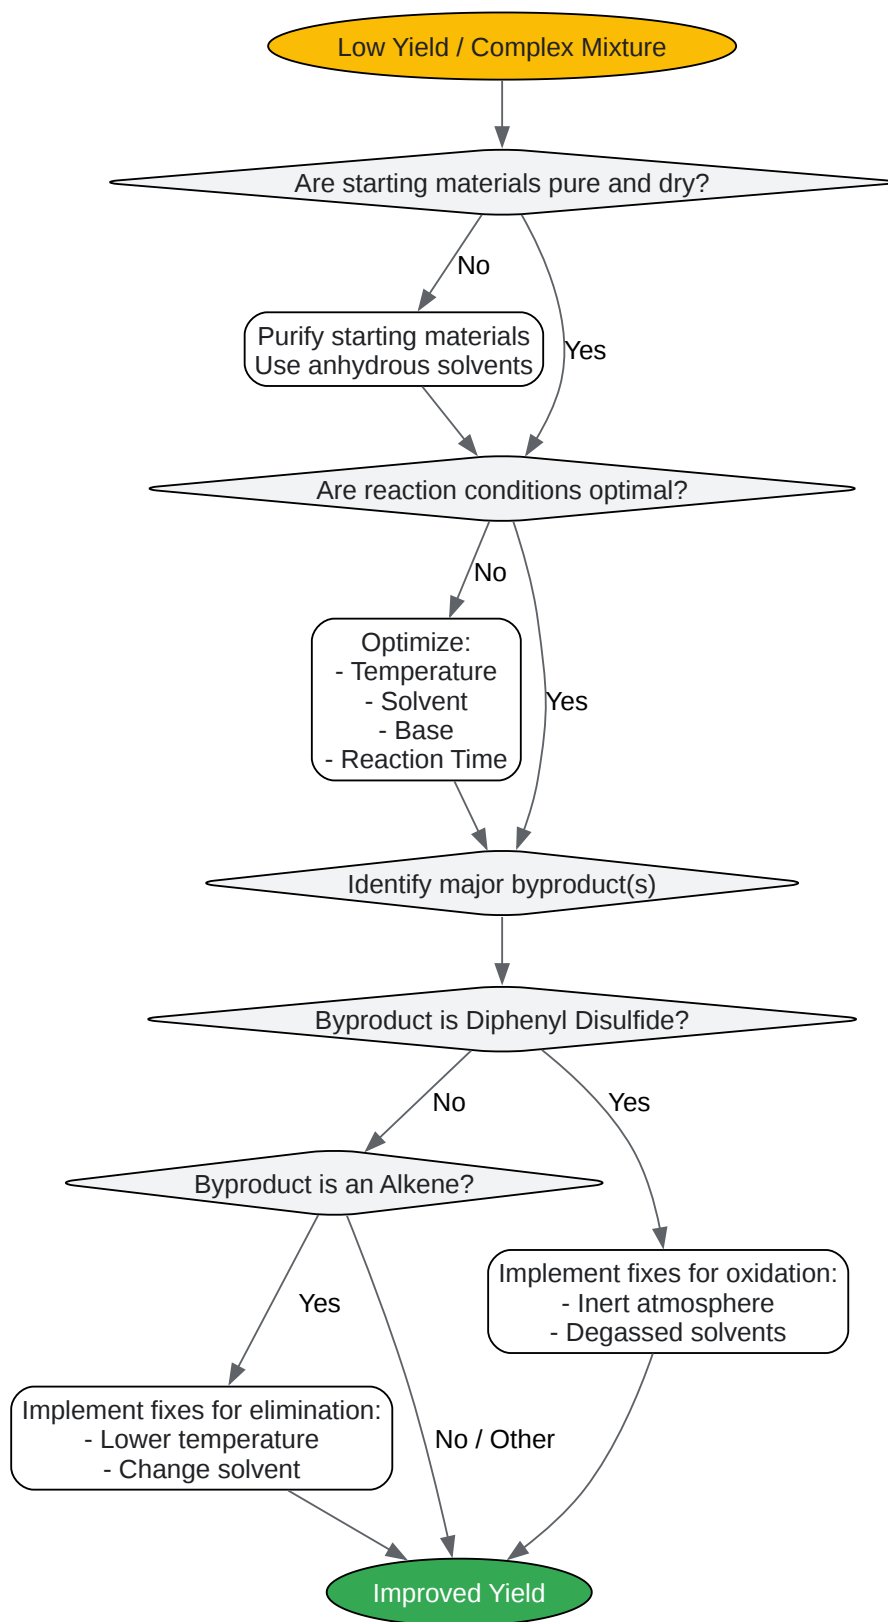 Low Yield / Complex Mixture
Are starting materials pure and dry?
No
Purify starting materials
Use anhydrous solvents
Yes
Are reaction conditions optimal?
No
Optimize:
- Temperature
- Solvent
- Base
- Reaction Time
Yes
Identify major byproduct(s)
Byproduct is Diphenyl Disulfide?
No
Yes
Byproduct is an Alkene?
Implement fixes for oxidation:
- Inert atmosphere
- Degassed solvents
Yes
Implement fixes for elimination:
- Lower temperature
- Change solvent
No / Other
Improved Yield